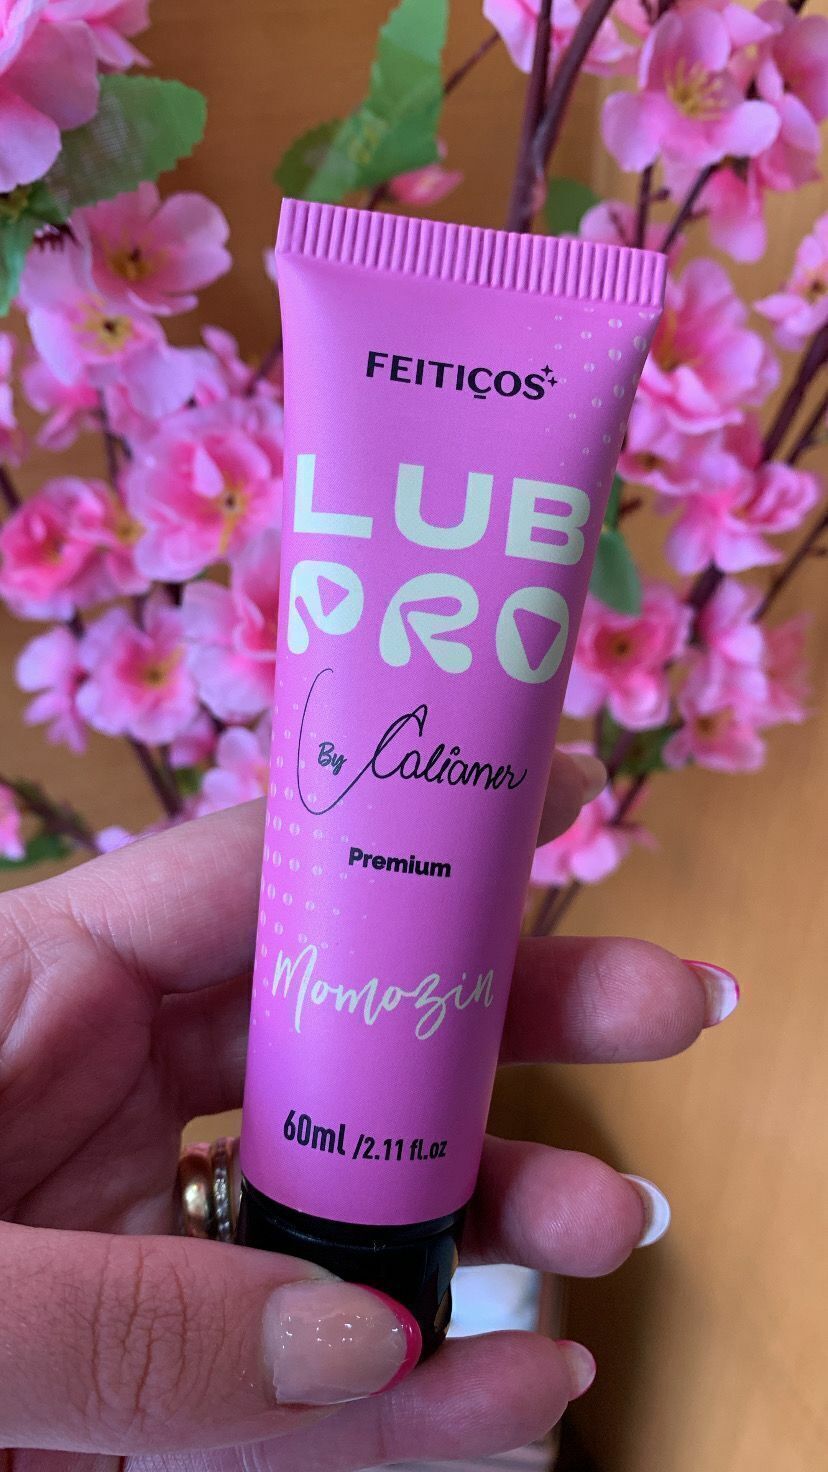 FEITIÇOS
LUB
PRO
By Calianer
Premium
Momozin
60ml /2.11 fl.oz